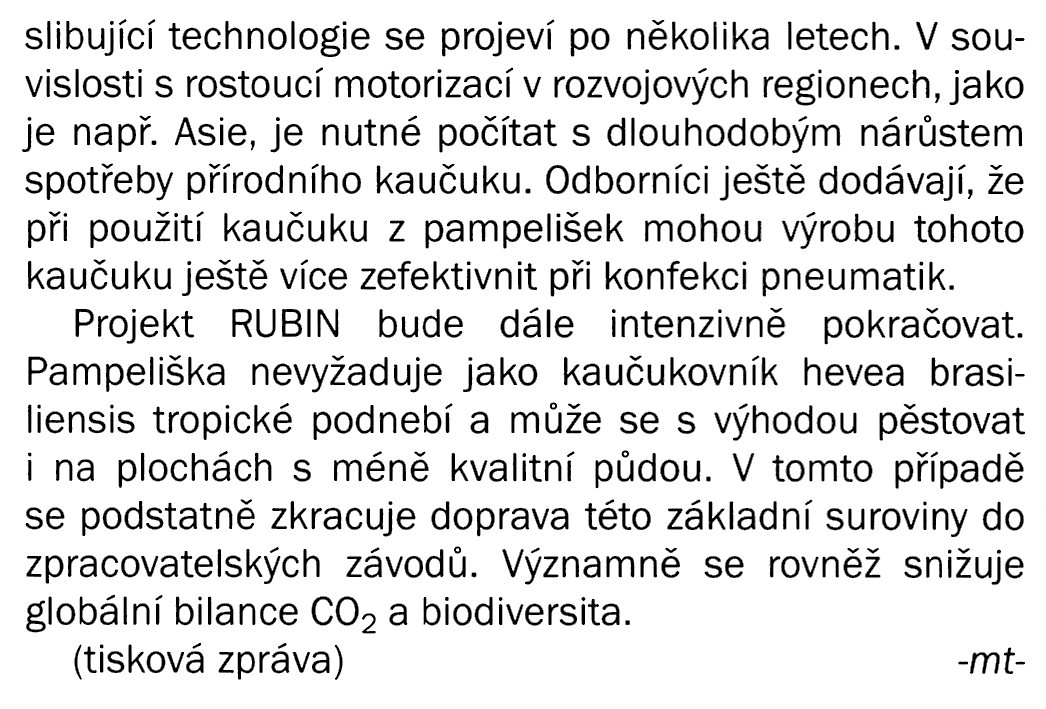 slibující technologie se projeví po několika letech. V sou-
vislosti s rostoucí motorizací v rozvojových regionech, jako
je např. Asie, je nutné počítat s dlouhodobým nárůstem
spotřeby přírodního kaučuku. Odborníci ještě dodávají, že
při použití kaučuku z pampelišek mohou výrobu tohoto
kaučuku ještě více zefektivnit při konfekci pneumatik.
Projekt RUBIN bude dále intenzivně pokračovat.
Pampeliška nevyžaduje jako kaučukovník hevea brasi-
liensis tropické podnebí a může se s výhodou pěstovat
i na plochách s méně kvalitní půdou. V tomto případě
se podstatně zkracuje doprava této základní suroviny do
zpracovatelských závodů. Významně se rovněž snižuje
globální bilance CO₂ a biodiversita.
(tisková zpráva) -mt-